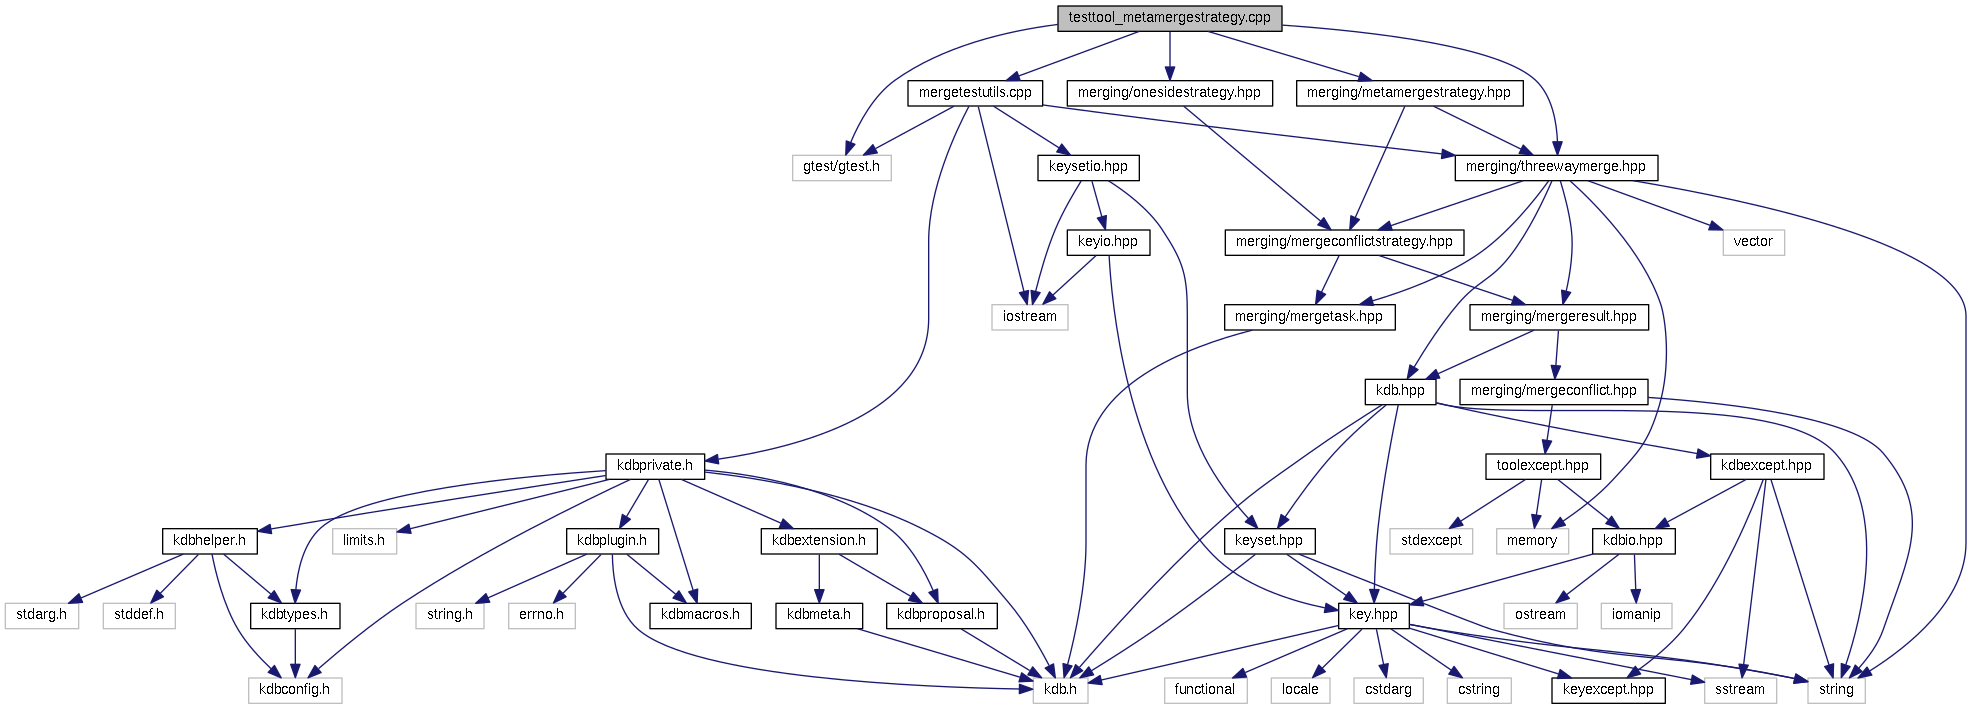 testtool_metamergestrategy.cpp
mergetestutils.cpp
merging/onesidestrategy.hpp
merging/metamergestrategy.hpp
gtest/gtest.h
keysetio.hpp
merging/threewaymerge.hpp
keyio.hpp
merging/mergeconflictstrategy.hpp
vector
iostream
merging/mergetask.hpp
merging/mergeresult.hpp
kdb.hpp
merging/mergeconflict.hpp
kdbprivate.h
toolexcept.hpp
kdbexcept.hpp
kdbhelper.h
limits.h
kdbplugin.h
kdbextension.h
keyset.hpp
stdexcept
memory
kdbio.hpp
stdarg.h
stddef.h
kdbtypes.h
string.h
errno.h
kdbmacros.h
kdbmeta.h
kdbproposal.h
key.hpp
ostream
iomanip
kdbconfig.h
kdb.h
functional
locale
cstdarg
cstring
keyexcept.hpp
sstream
string